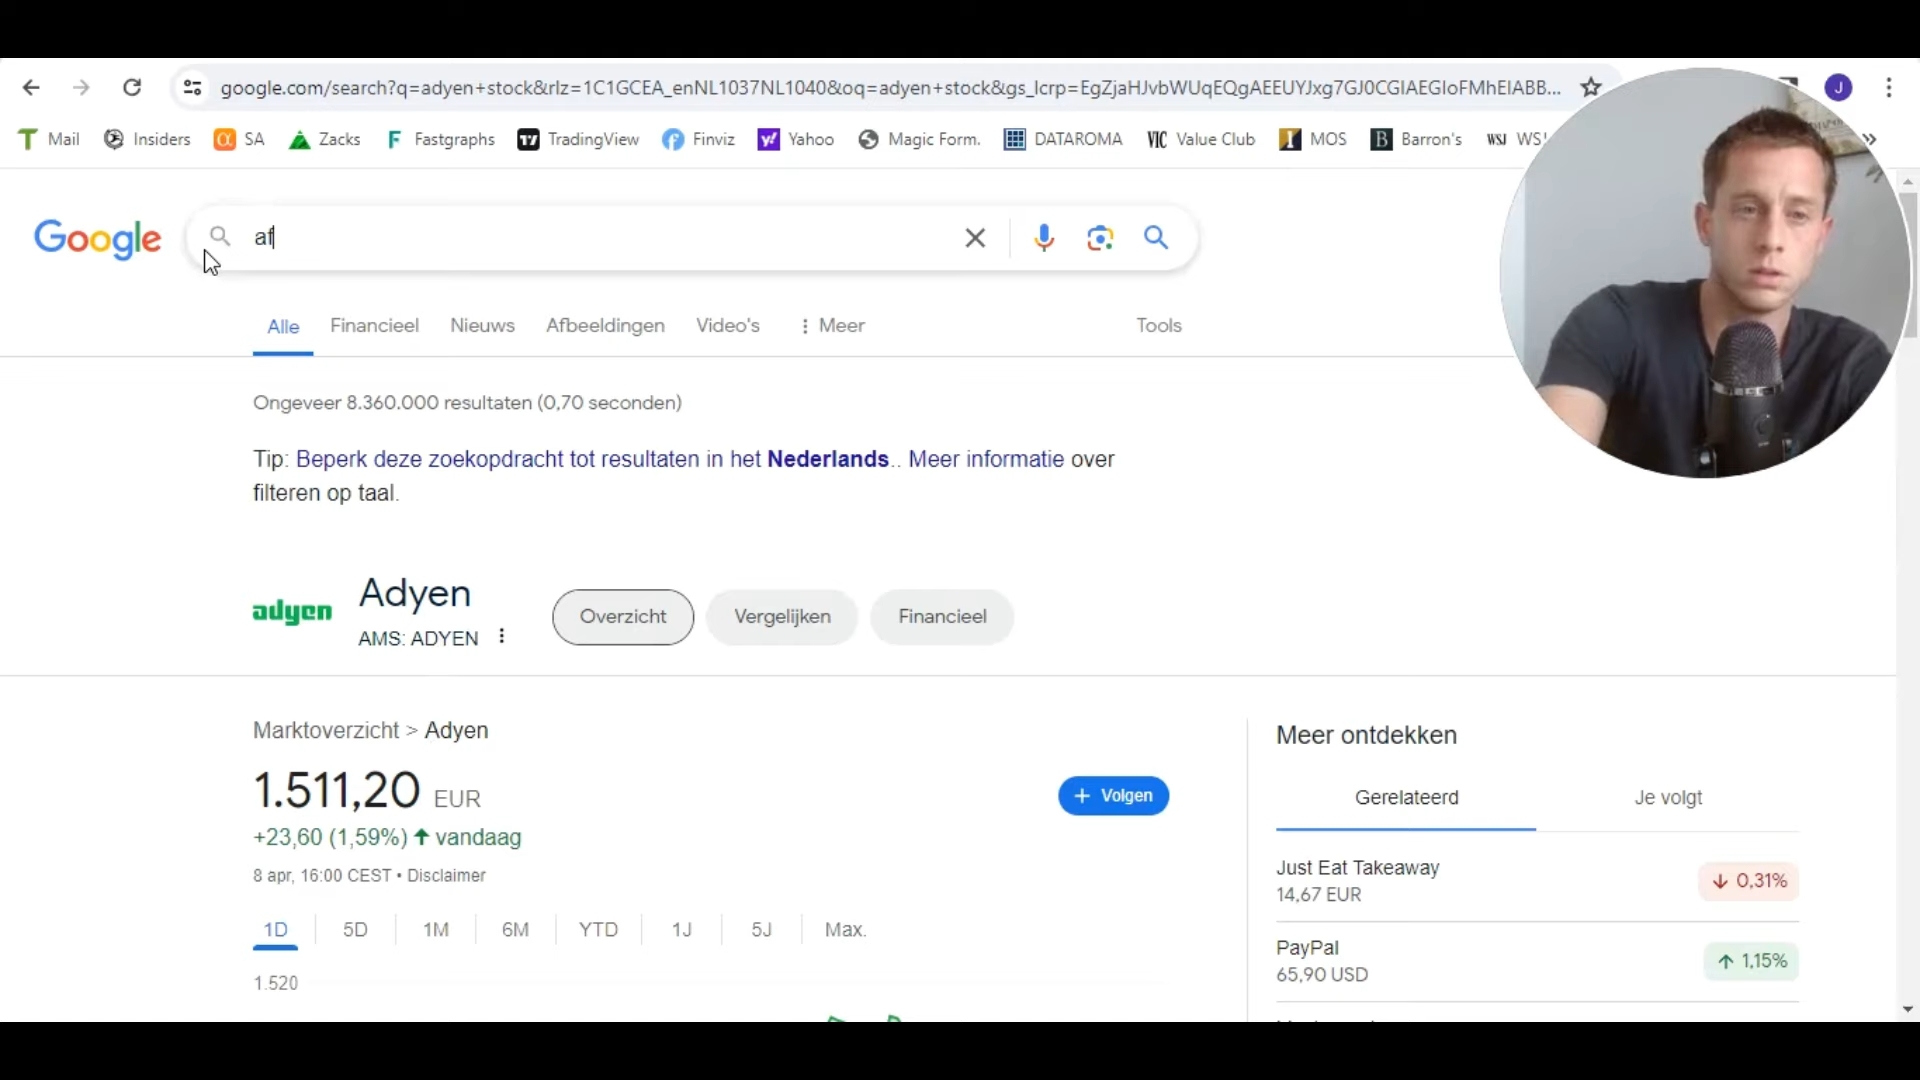 google.com/search?q=adyen+stock&rlz=1C1GCEA_enNL1037NL1040&oq=adyen+stock&gs_lcrp=EgZjaHJvbWUqEQgAEEUYJxg7GJ0CGIAEGIoFMhEIABB...
J
Mail Insiders SA Zacks Fastgraphs TradingView Finviz Yahoo Magic Form. DATAROMA VIC Value Club MOS Barron's WSJ WS
Google
af
Alle Financieel Nieuws Afbeeldingen Video's Meer Tools
Ongeveer 8.360.000 resultaten (0,70 seconden)
Tip: Beperk deze zoekopdracht tot resultaten in het Nederlands.. Meer informatie over
filteren op taal.
adyen
Adyen
AMS: ADYEN
Overzicht Vergelijken Financieel
Marktoverzicht > Adyen
1.511,20 EUR
+23,60 (1,59%) ↑ vandaag
8 apr, 16:00 CEST • Disclaimer
+ Volgen
1D 5D 1M 6M YTD 1J 5J Max.
1.520
Meer ontdekken
Gerelateerd Je volgt
Just Eat Takeaway
14,67 EUR
↓ 0,31%
PayPal
65,90 USD
↑ 1,15%